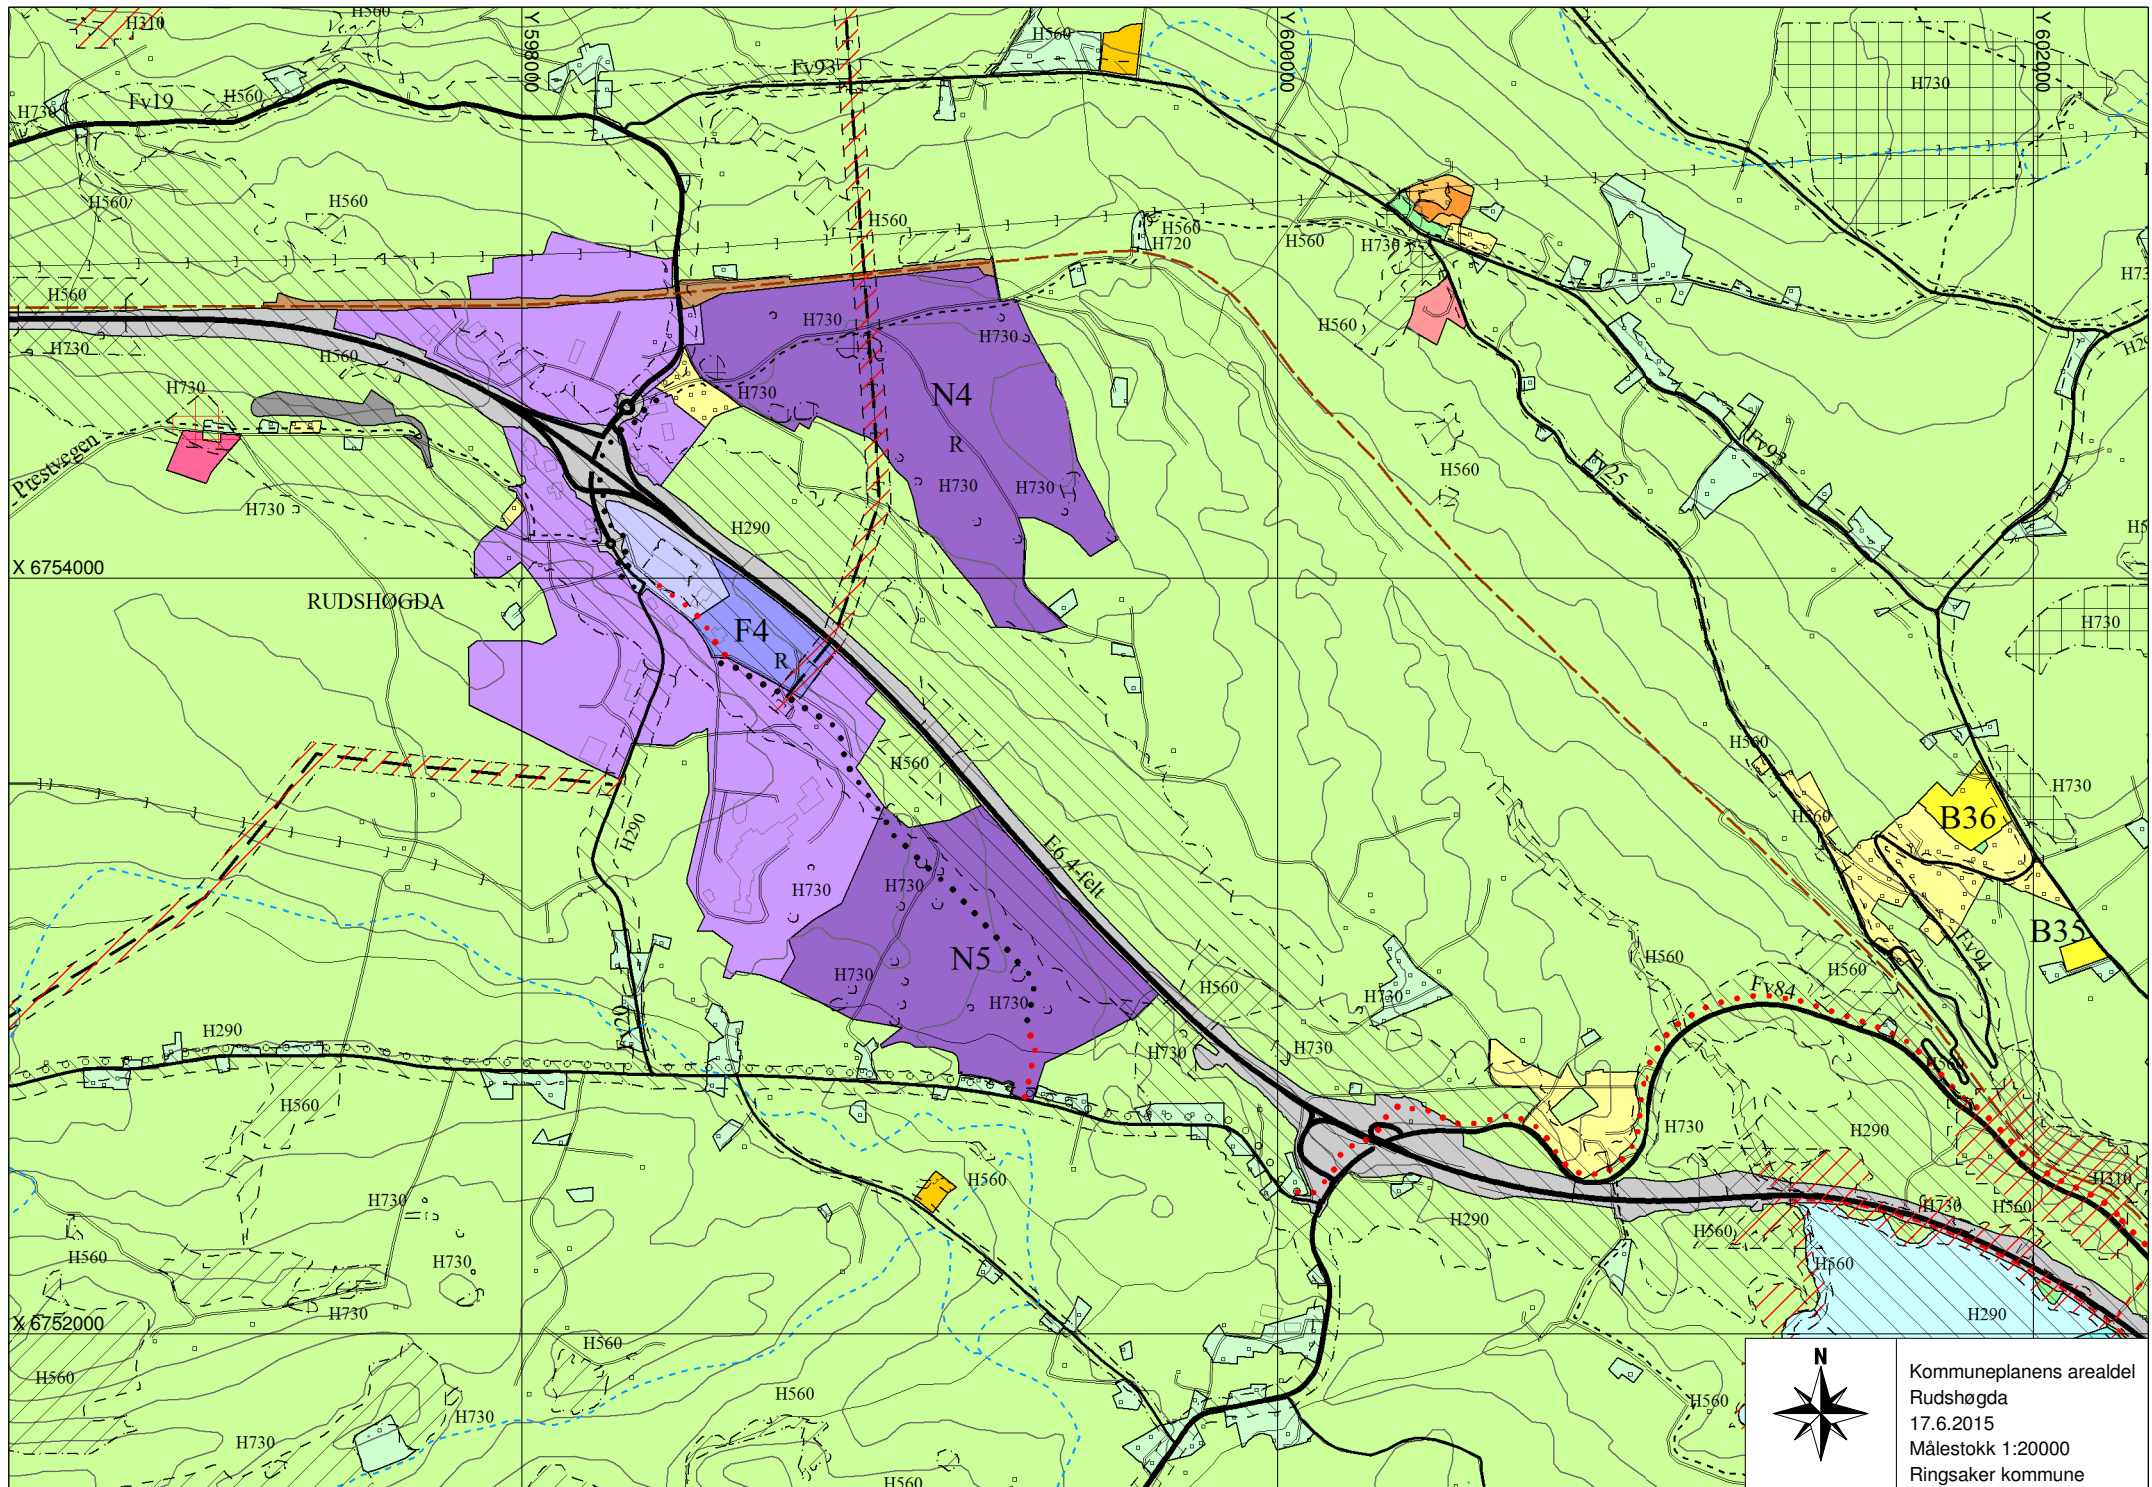 H310
H560
Y 598000
Fv93
H560
Y 600000
Y 602000
H730
H730
Fv19
H560
H560
H560
H560
H560
H720
H560
H730
H730
H560
H730
H730
H560
H730
H560
H290
H730
N4
H730
R
H560
Prestvegen
H730
H730
H730
H290
Fv25
Fv93
H5
X 6754000
RUDSHØGDA
F4
R
H730
H560
H560
H730
H560
B36
H290
E6 4-felt
H730
H730
B35
N5
H730
H730
H560
H560
H730
H560
Fv94
Fv84
Fv20
H290
H730
H730
H560
H560
H730
H290
H560
H730
H560
H730
H310
H560
H290
H730
H560
H560
H730
H560
H730
X 6752000
H560
H290
H560
H560
H730
H560
H730
H560
N
Kommuneplanens arealdel
Rudshøgda
17.6.2015
Målestokk 1:20000
Ringsaker kommune